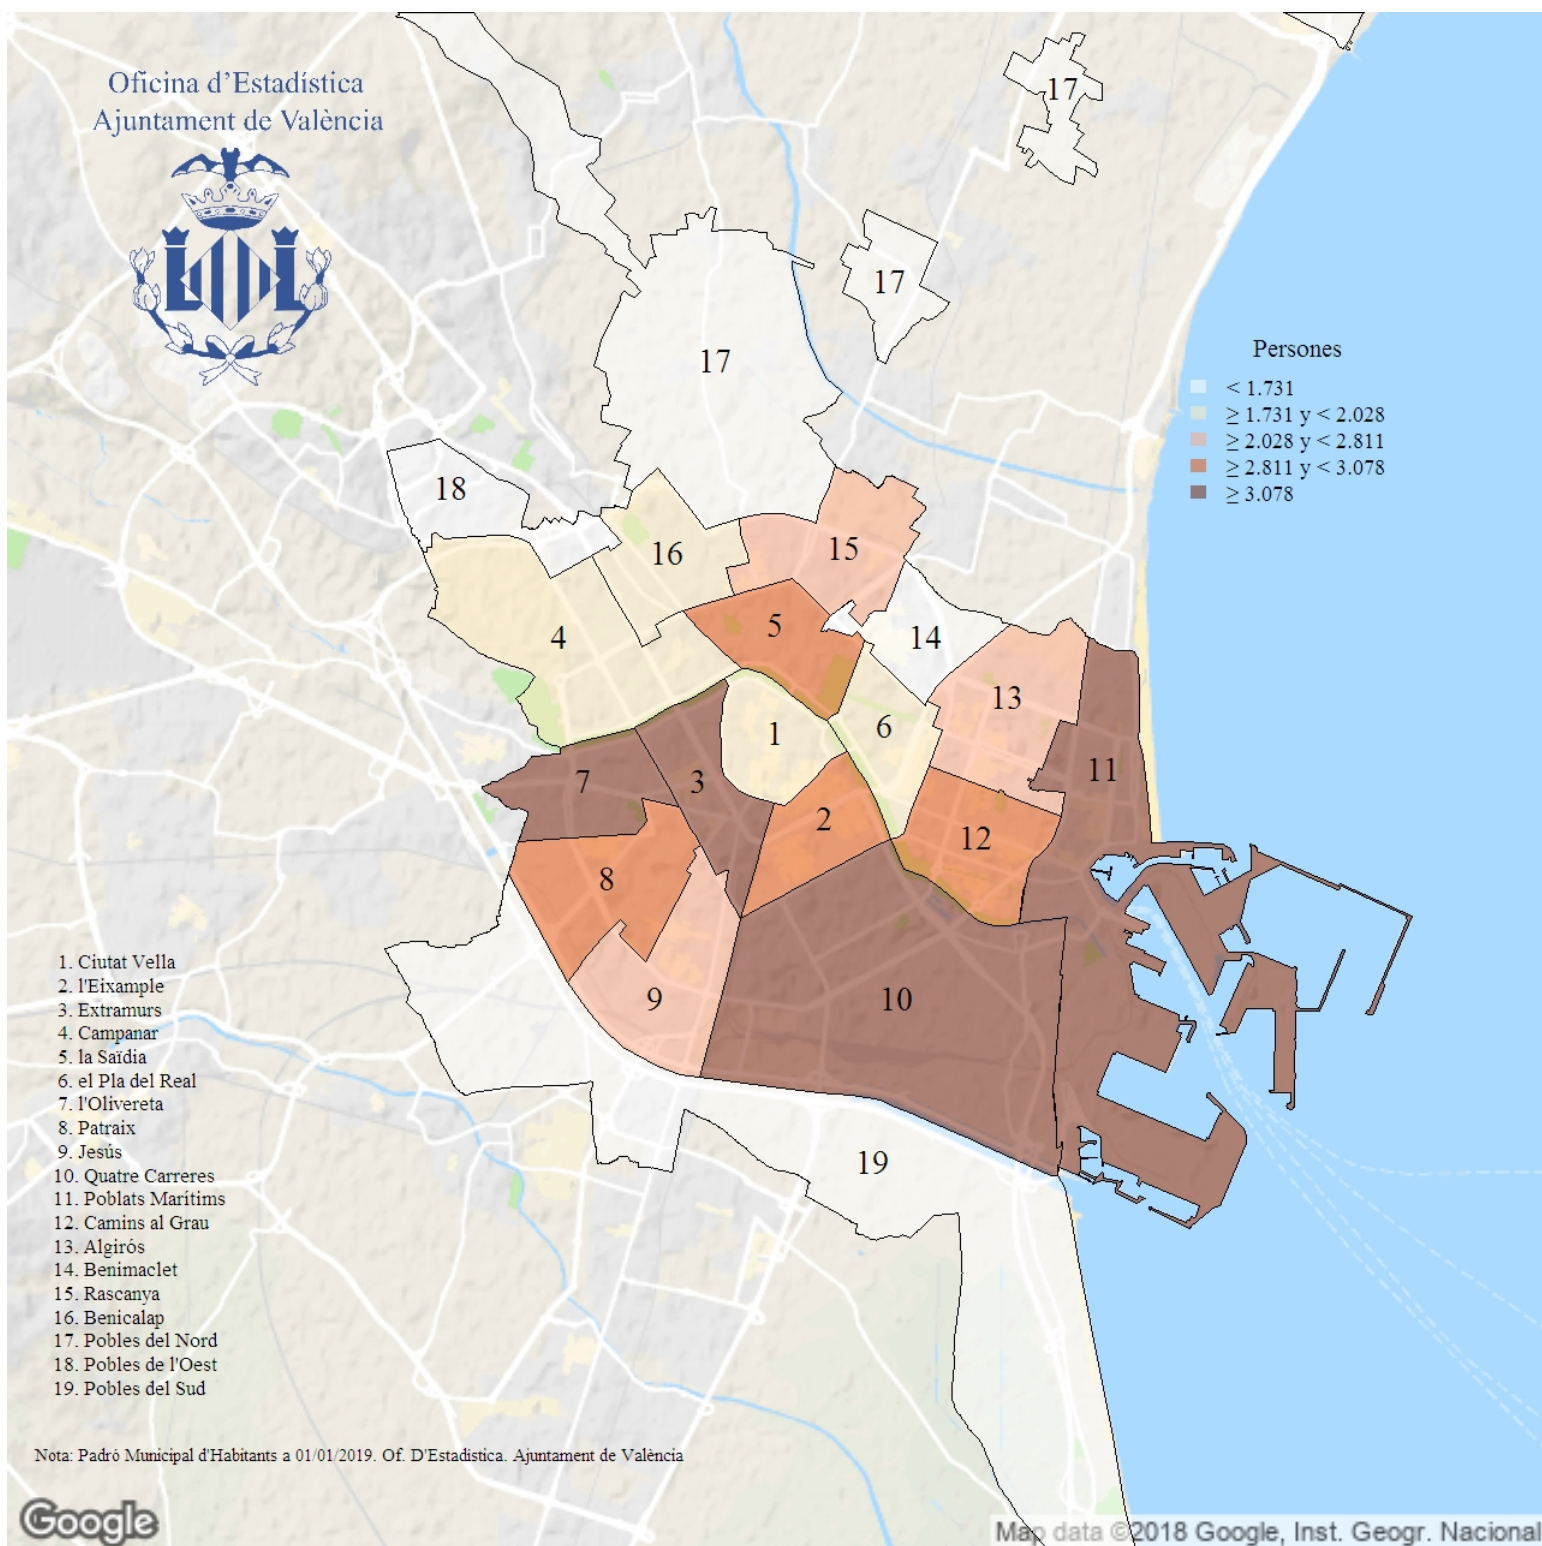 Oficina d'Estadística
Ajuntament de València
17
17
17
18
16
15
4
5
14
13
6
1
11
7
3
2
12
8
9
10
19
Persones
< 1.731
≥ 1.731 y < 2.028
≥ 2.028 y < 2.811
≥ 2.811 y < 3.078
≥ 3.078
1. Ciutat Vella
2. l'Eixample
3. Extramurs
4. Campanar
5. la Saïdia
6. el Pla del Real
7. l'Olivereta
8. Patraix
9. Jesús
10. Quatre Carreres
11. Poblats Marítims
12. Camins al Grau
13. Algirós
14. Benimaclet
15. Rascanya
16. Benicalap
17. Pobles del Nord
18. Pobles de l'Oest
19. Pobles del Sud
Nota: Padró Municipal d'Habitants a 01/01/2019. Of. D'Estadística. Ajuntament de València
Google
Map data ©2018 Google, Inst. Geogr. Nacional